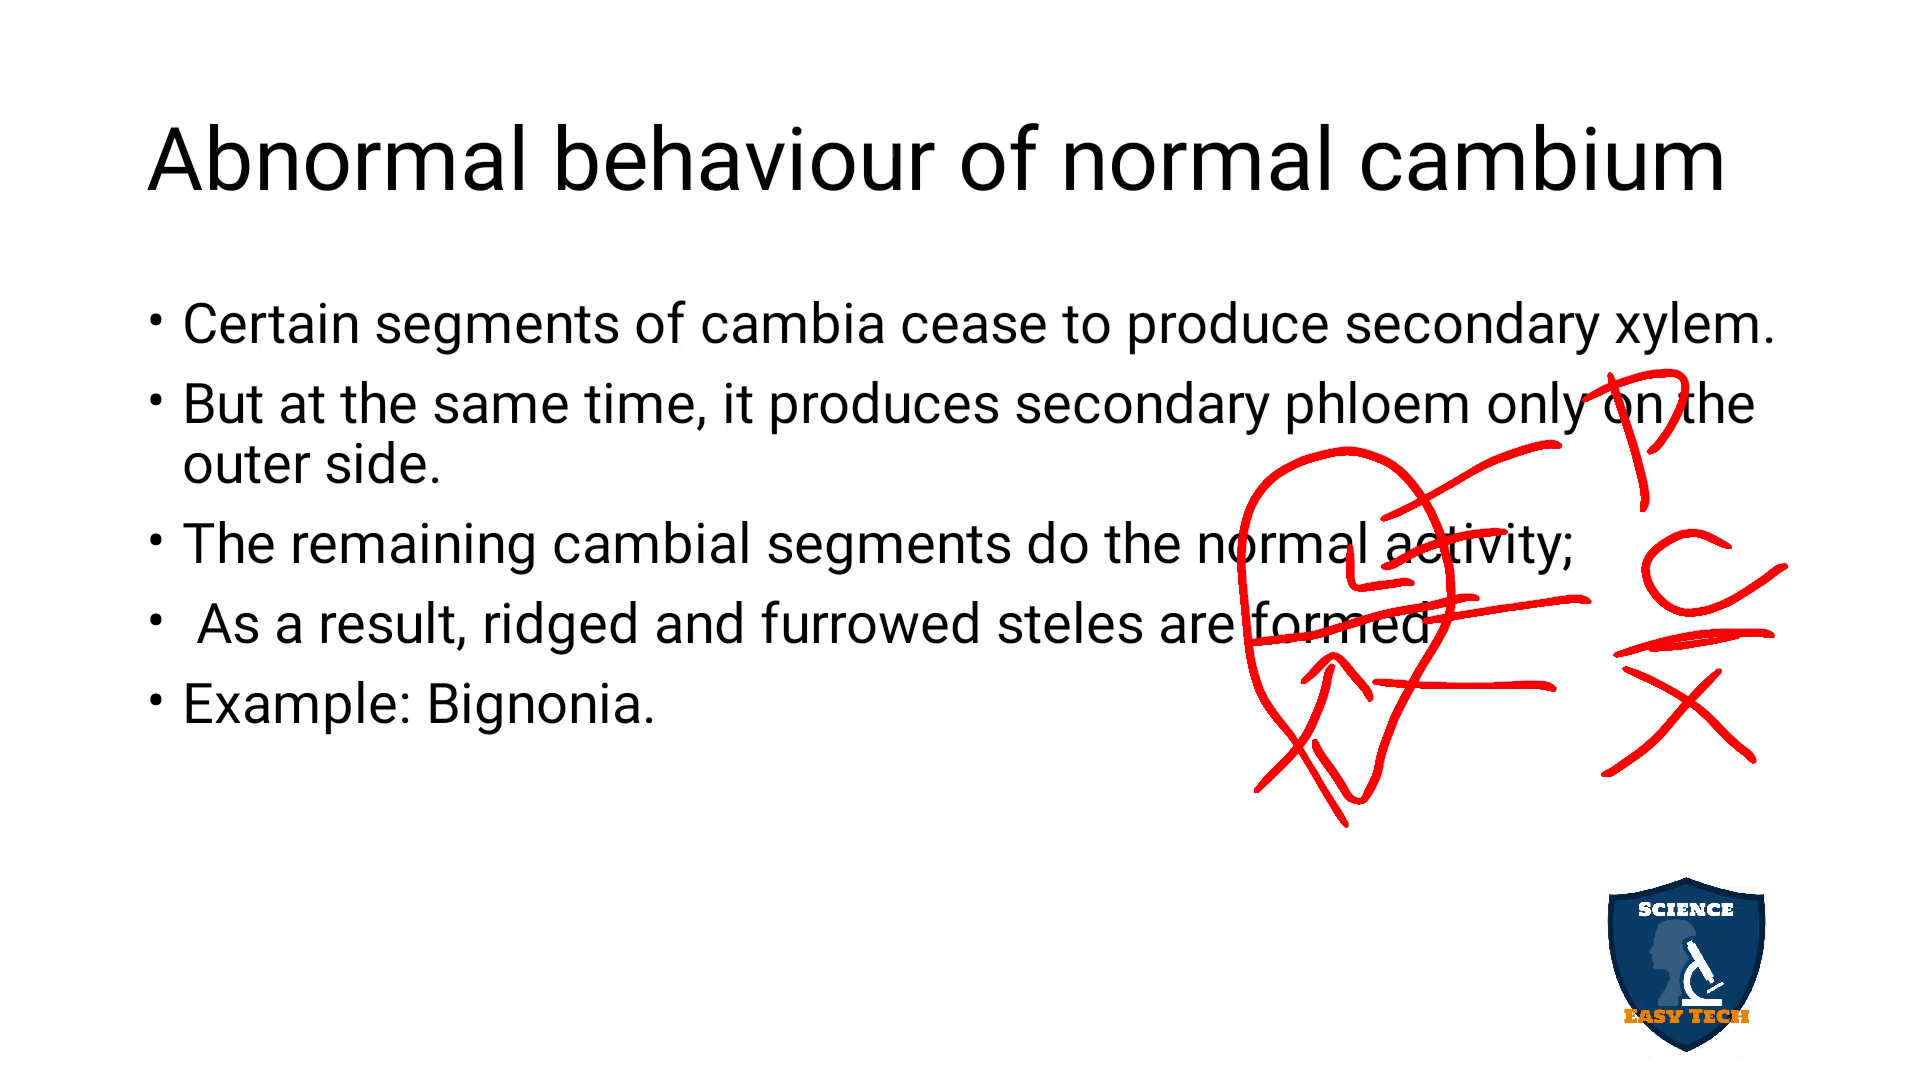 Abnormal behaviour of normal cambium
• Certain segments of cambia cease to produce secondary xylem.
• But at the same time, it produces secondary phloem only on the
outer side.
• The remaining cambial segments do the normal activity;
• As a result, ridged and furrowed steles are formed
• Example: Bignonia.
P
C
X
SCIENCE
EASY TECH